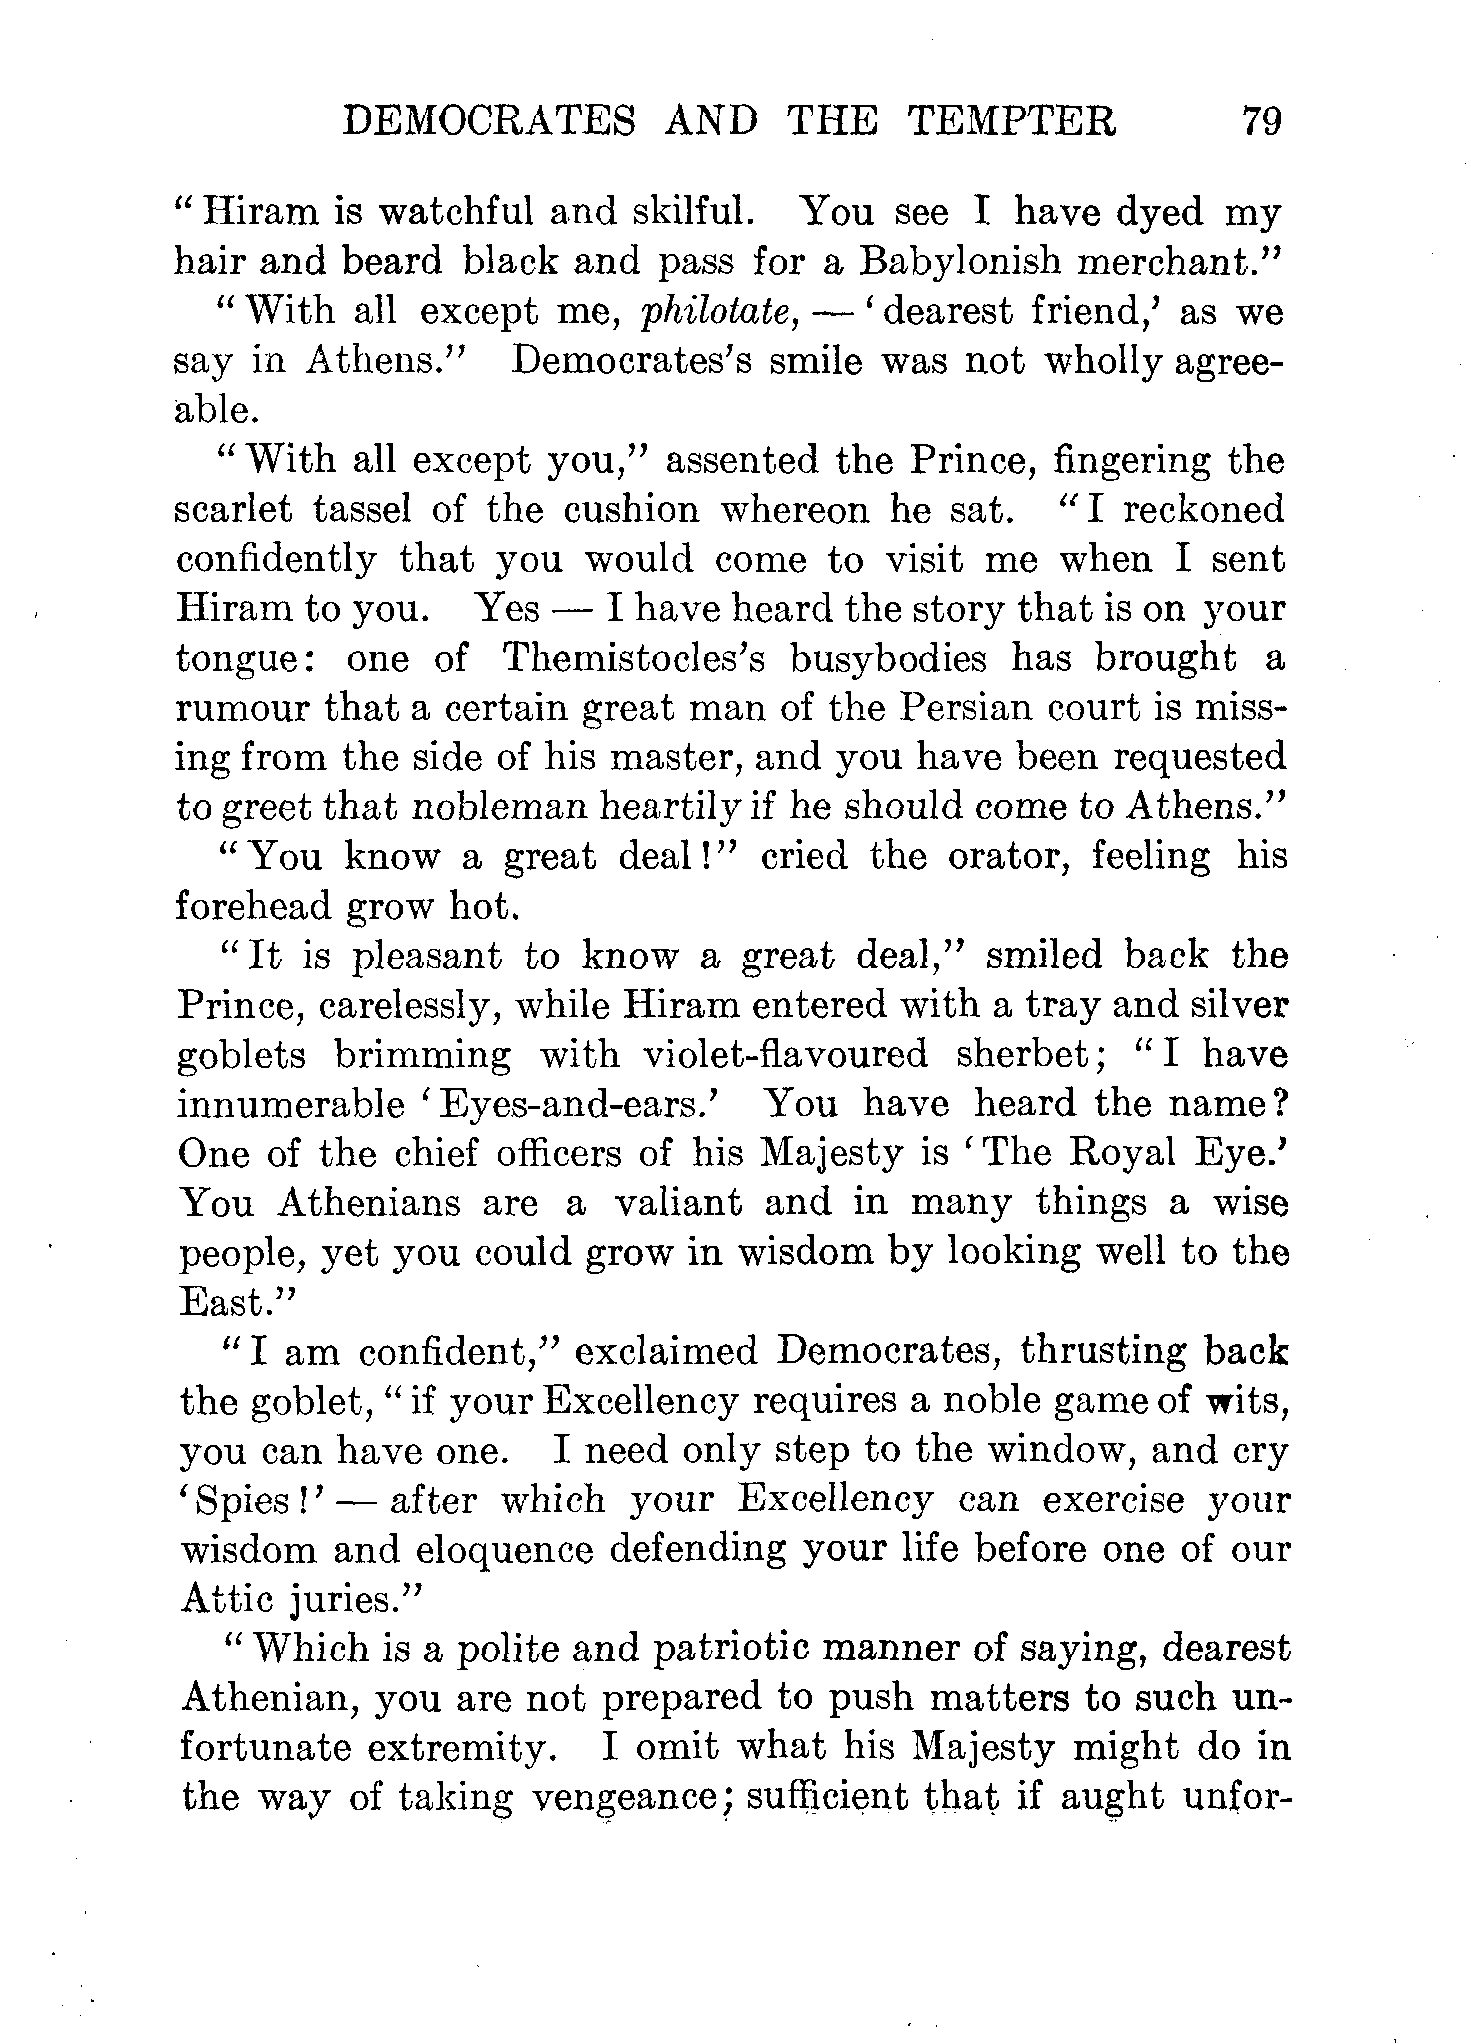 DEMOCRATES AND THE TEMPTER 79
“Hiram is watchful and skilful. You see I have dyed my
hair and beard black and pass for a Babylonish merchant.”
“With all except me, philotate, — ‘dearest friend,’ as we
say in Athens.” Democrates’s smile was not wholly agree-
able.
“With all except you,” assented the Prince, fingering the
scarlet tassel of the cushion whereon he sat. “I reckoned
confidently that you would come to visit me when I sent
Hiram to you. Yes — I have heard the story that is on your
tongue: one of Themistocles’s busybodies has brought a
rumour that a certain great man of the Persian court is miss-
ing from the side of his master, and you have been requested
to greet that nobleman heartily if he should come to Athens.”
“You know a great deal!” cried the orator, feeling his
forehead grow hot.
“It is pleasant to know a great deal,” smiled back the
Prince, carelessly, while Hiram entered with a tray and silver
goblets brimming with violet-flavoured sherbet; “I have
innumerable ‘Eyes-and-ears.’ You have heard the name?
One of the chief officers of his Majesty is ‘The Royal Eye.’
You Athenians are a valiant and in many things a wise
people, yet you could grow in wisdom by looking well to the
East.”
“I am confident,” exclaimed Democrates, thrusting back
the goblet, “if your Excellency requires a noble game of wits,
you can have one. I need only step to the window, and cry
‘Spies!’ — after which your Excellency can exercise your
wisdom and eloquence defending your life before one of our
Attic juries.”
“Which is a polite and patriotic manner of saying, dearest
Athenian, you are not prepared to push matters to such un-
fortunate extremity. I omit what his Majesty might do in
the way of taking vengeance; sufficient that if aught unfor-